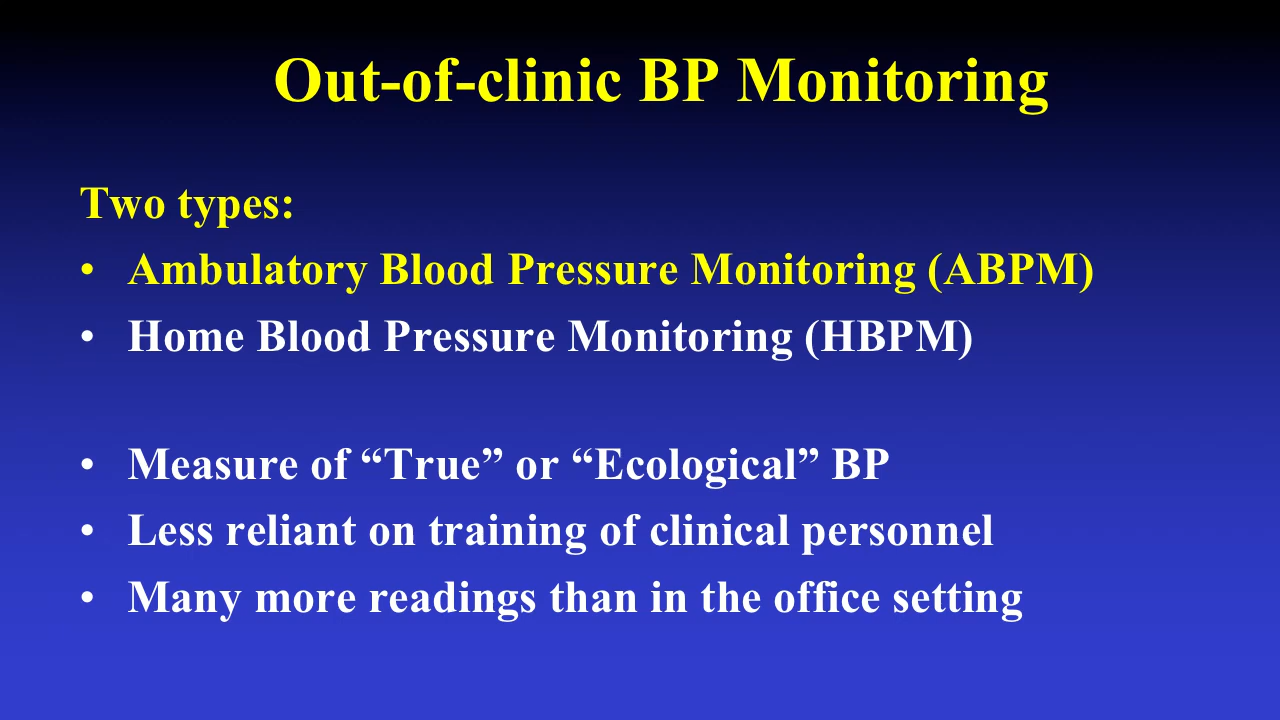 Out-of-clinic BP Monitoring
Two types:
• Ambulatory Blood Pressure Monitoring (ABPM)
• Home Blood Pressure Monitoring (HBPM)
• Measure of “True” or “Ecological” BP
• Less reliant on training of clinical personnel
• Many more readings than in the office setting